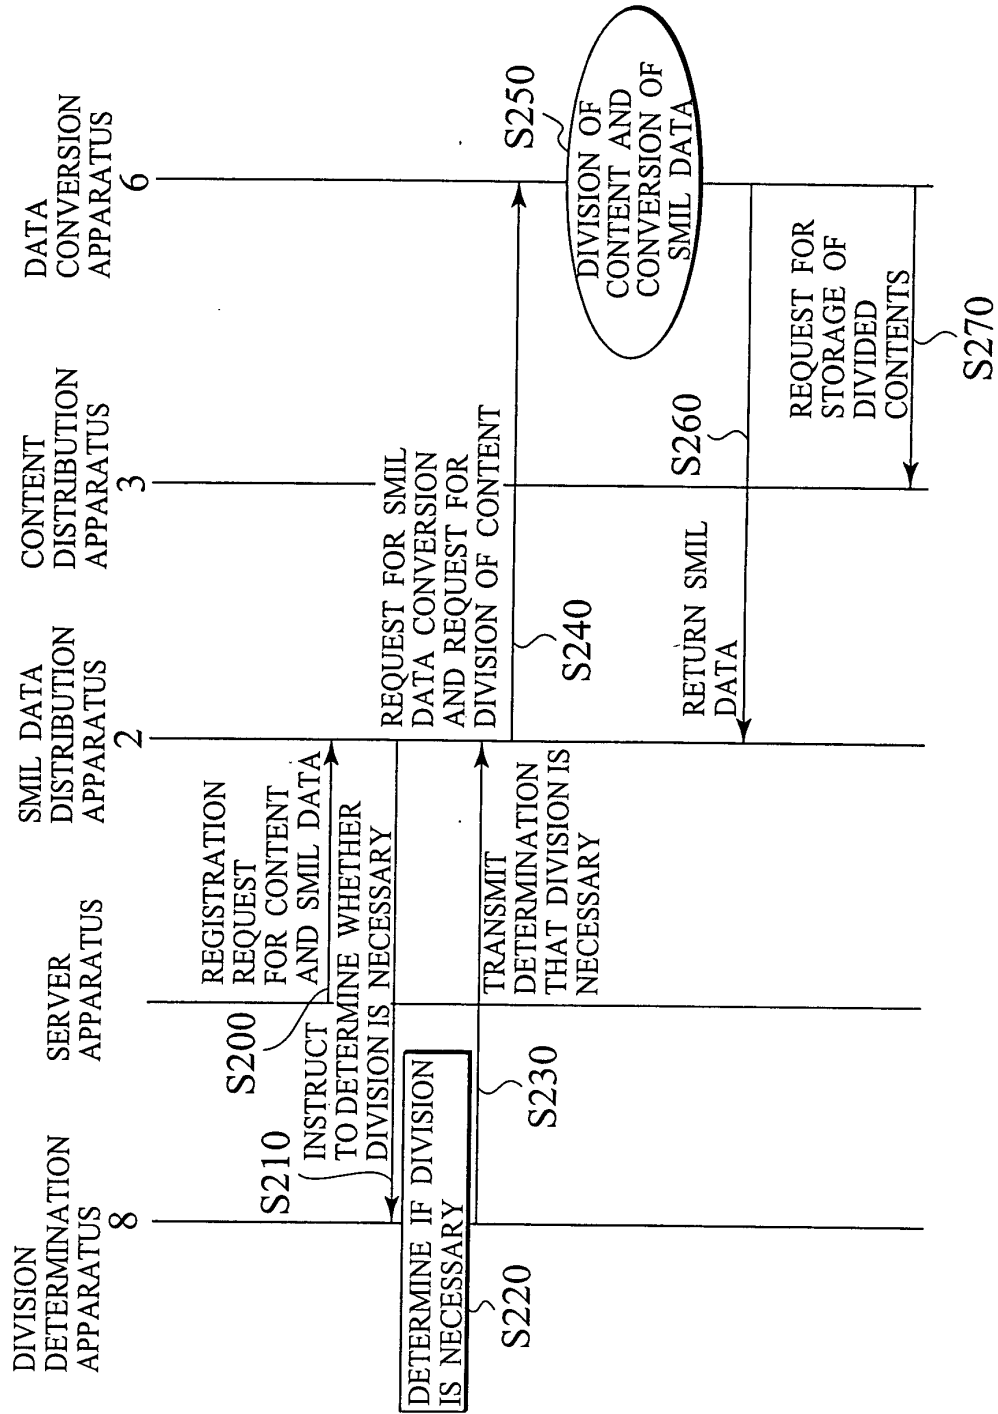 DIVISION
DETERMINATION
APPARATUS
8
SERVER
APPARATUS
SMIL DATA
DISTRIBUTION
APPARATUS
2
CONTENT
DISTRIBUTION
APPARATUS
3
DATA
CONVERSION
APPARATUS
6
REGISTRATION
REQUEST
FOR CONTENT
AND SMIL DATA
S200
INSTRUCT
TO DETERMINE WHETHER
DIVISION IS NECESSARY
S210
DETERMINE IF DIVISION
IS NECESSARY
S220
TRANSMIT
DETERMINATION
THAT DIVISION IS
NECESSARY
S230
REQUEST FOR SMIL
DATA CONVERSION
AND REQUEST FOR
DIVISION OF CONTENT
S240
DIVISION OF
CONTENT AND
CONVERSION OF
SMIL DATA
S250
RETURN SMIL
DATA
S260
REQUEST FOR
STORAGE OF
DIVIDED
CONTENTS
S270